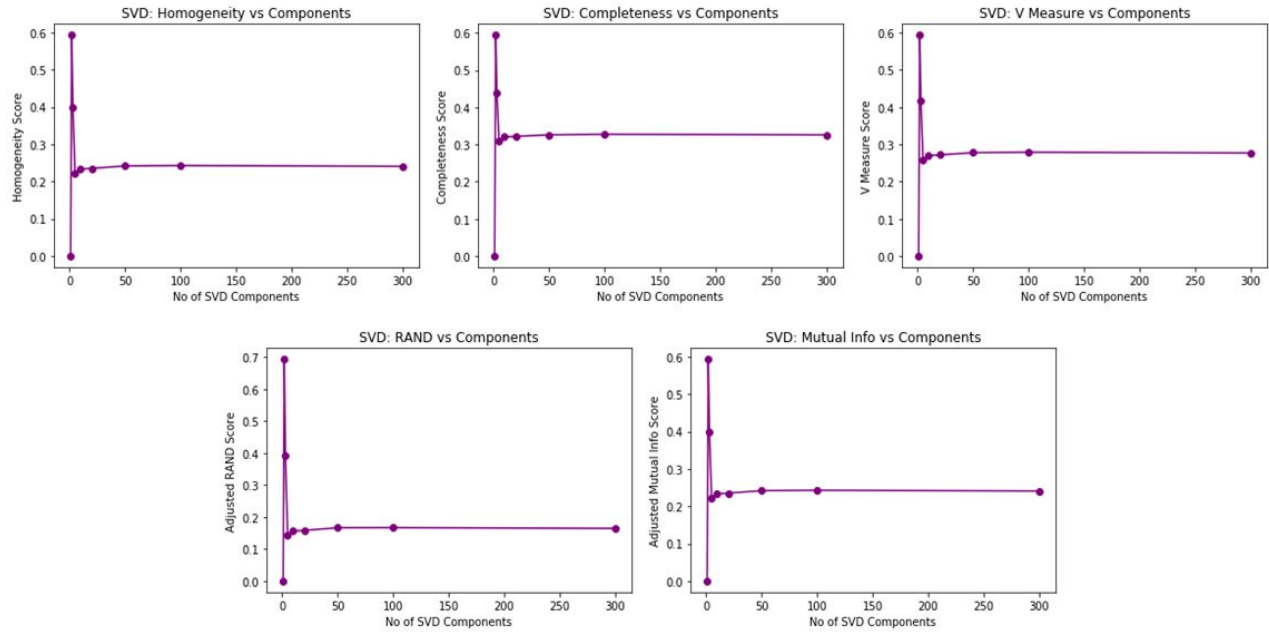 SVD: Homogeneity vs Components
0.6
0.5
0.4
0.3
0.2
0.1
0.0
Homogeneity Score
0 50 100 150 200 250 300
No of SVD Components
SVD: Completeness vs Components
0.6
0.5
0.4
0.3
0.2
0.1
0.0
Completeness Score
0 50 100 150 200 250 300
No of SVD Components
SVD: V Measure vs Components
0.6
0.5
0.4
0.3
0.2
0.1
0.0
V Measure Score
0 50 100 150 200 250 300
No of SVD Components
SVD: RAND vs Components
0.7
0.6
0.5
0.4
0.3
0.2
0.1
0.0
Adjusted RAND Score
0 50 100 150 200 250 300
No of SVD Components
SVD: Mutual Info vs Components
0.6
0.5
0.4
0.3
0.2
0.1
0.0
Adjusted Mutual Info Score
0 50 100 150 200 250 300
No of SVD Components